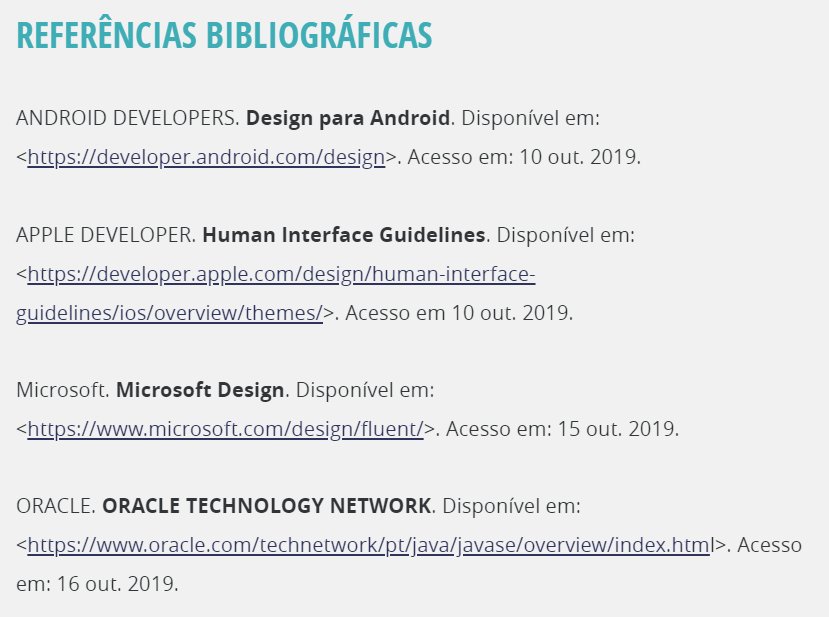 REFERÊNCIAS BIBLIOGRÁFICAS
ANDROID DEVELOPERS. Design para Android. Disponível em:
<https://developer.android.com/design>. Acesso em: 10 out. 2019.
APPLE DEVELOPER. Human Interface Guidelines. Disponível em:
<https://developer.apple.com/design/human-interface-
guidelines/ios/overview/themes/>. Acesso em 10 out. 2019.
Microsoft. Microsoft Design. Disponível em:
<https://www.microsoft.com/design/fluent/>. Acesso em: 15 out. 2019.
ORACLE. ORACLE TECHNOLOGY NETWORK. Disponível em:
<https://www.oracle.com/technetwork/pt/java/javase/overview/index.html>. Acesso
em: 16 out. 2019.